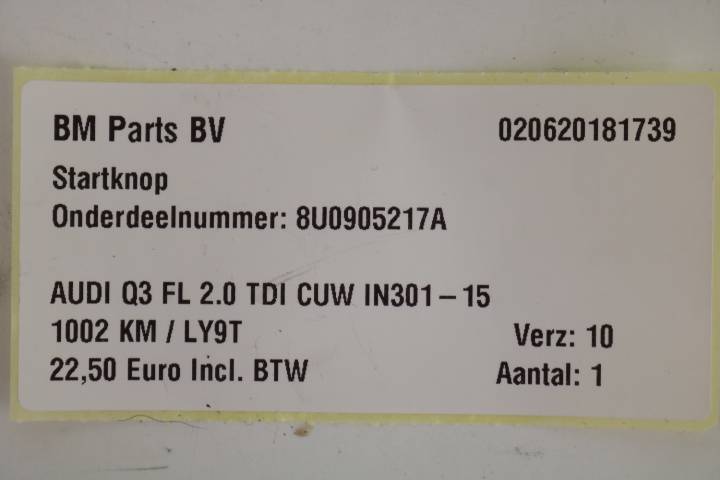 BM Parts BV 020620181739
Startknop
Onderdeelnummer: 8U0905217A
AUDI Q3 FL 2.0 TDI CUW IN301-15
1002 KM / LY9T Verz: 10
22,50 Euro Incl. BTW Aantal: 1